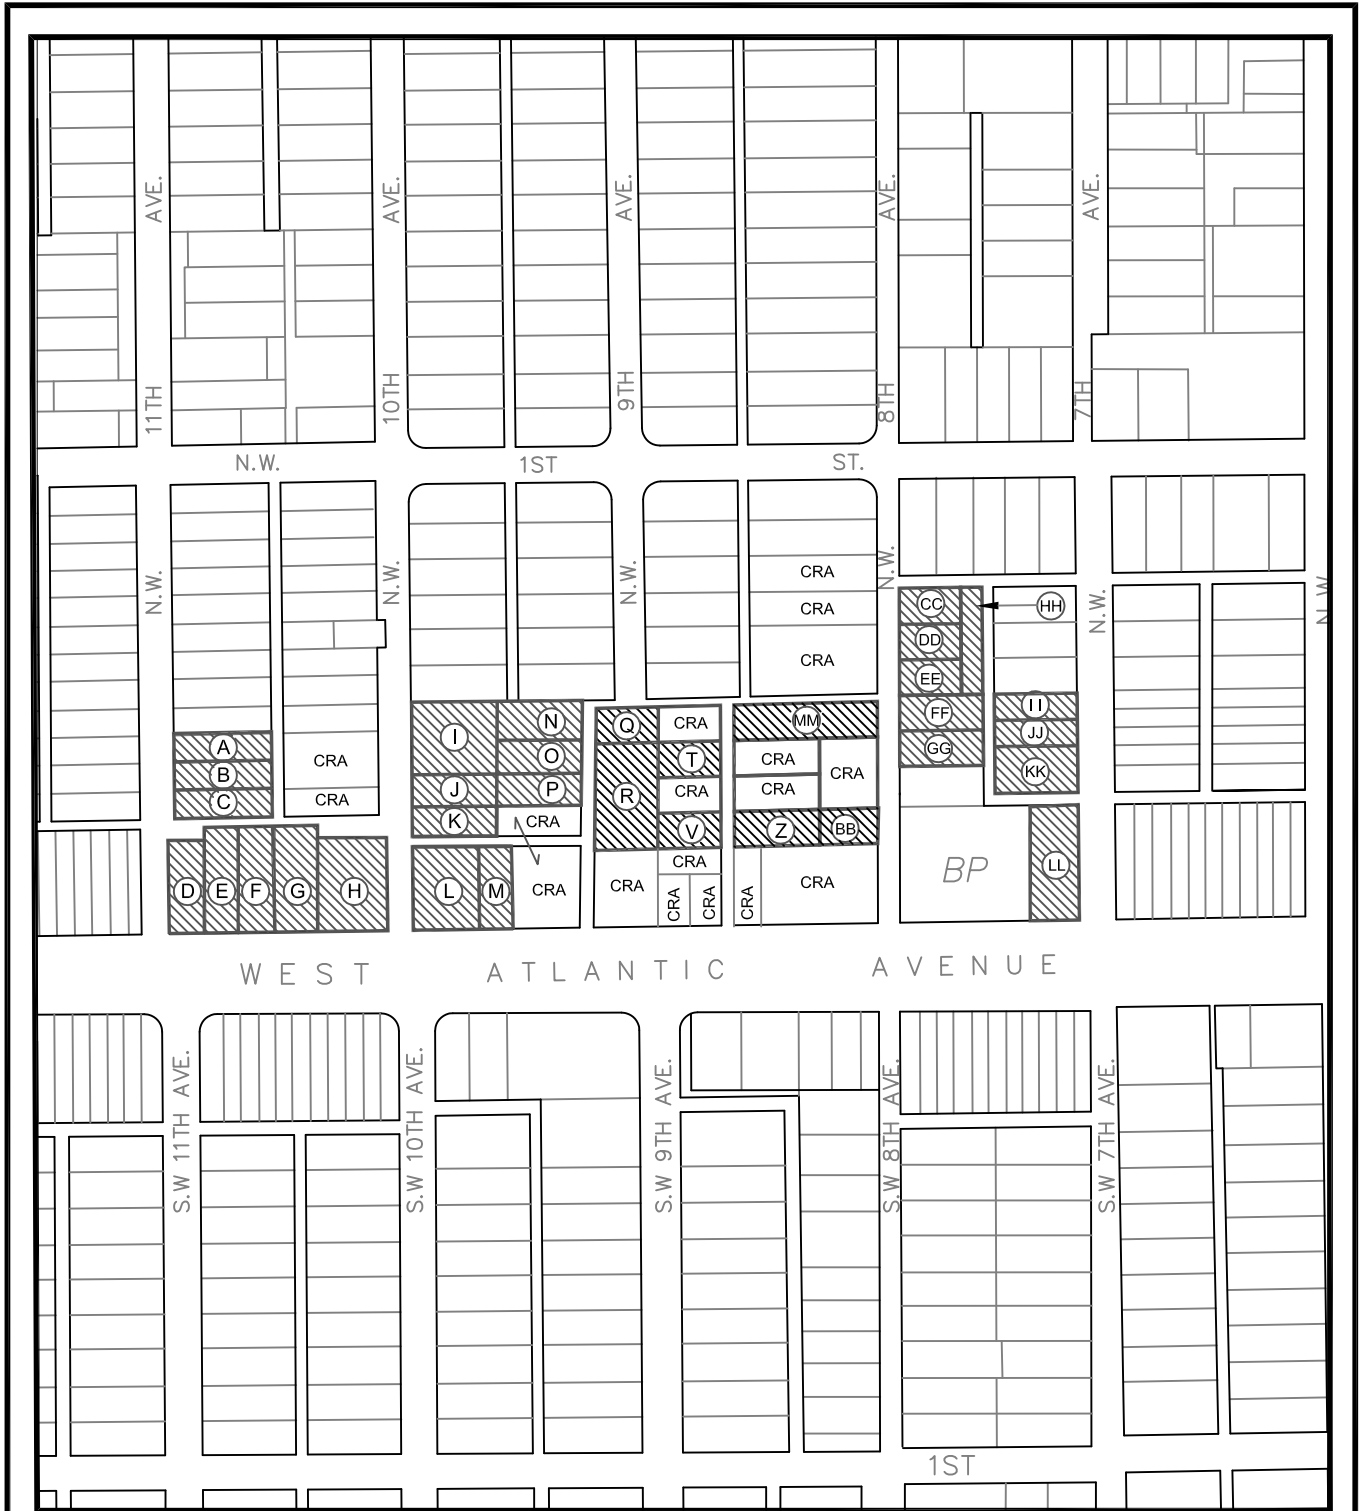 11TH AVE.
10TH AVE.
9TH AVE.
8TH AVE.
7TH AVE.
N.W. 1ST ST.
N.W.
N.W.
N.W.
N.W.
N.W.
N.W
CRA
CRA
CRA
CC
DD
EE
FF
GG
HH
II
JJ
KK
LL
BP
A
B
C
D
E
F
G
H
CRA
CRA
I
J
K
L
M
N
O
P
CRA
CRA
Q
R
CRA
T
CRA
V
CRA
CRA
CRA
CRA
MM
CRA
CRA
CRA
Z
BB
CRA
CRA
WEST ATLANTIC AVENUE
S.W 11TH AVE.
S.W 10TH AVE.
S.W 9TH AVE.
S.W 8TH AVE.
S.W 7TH AVE.
1ST